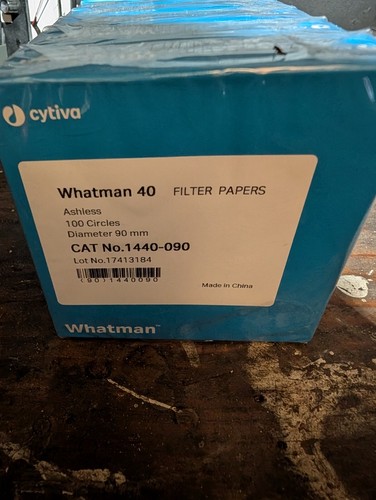 cytiva
Whatman 40 FILTER PAPERS
Ashless
100 Circles
Diameter 90 mm
CAT No.1440-090
Lot No.17413184
(90)1440090
Made in China
Whatman™